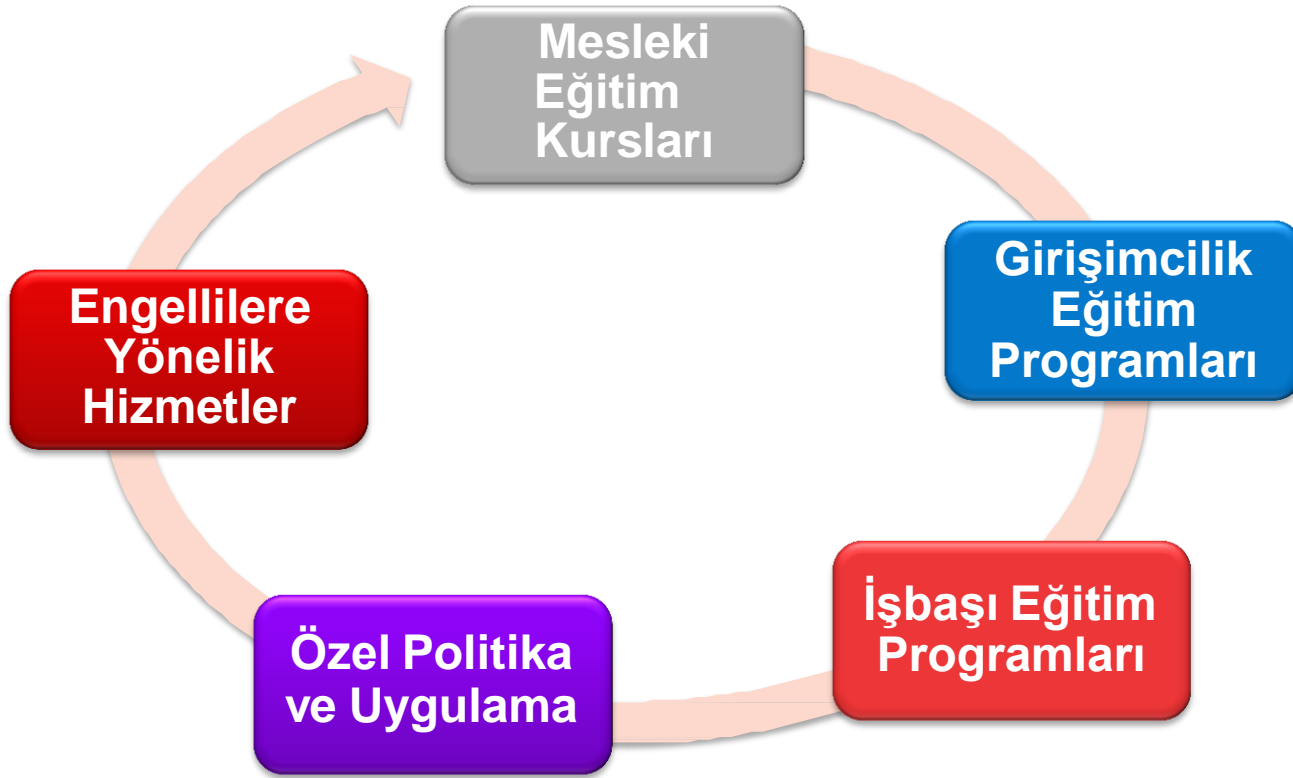 Mesleki
Eğitim
Kursları
Girişimcilik
Eğitim
Programları
İşbaşı Eğitim
Programları
Özel Politika
ve Uygulama
Engellilere
Yönelik
Hizmetler